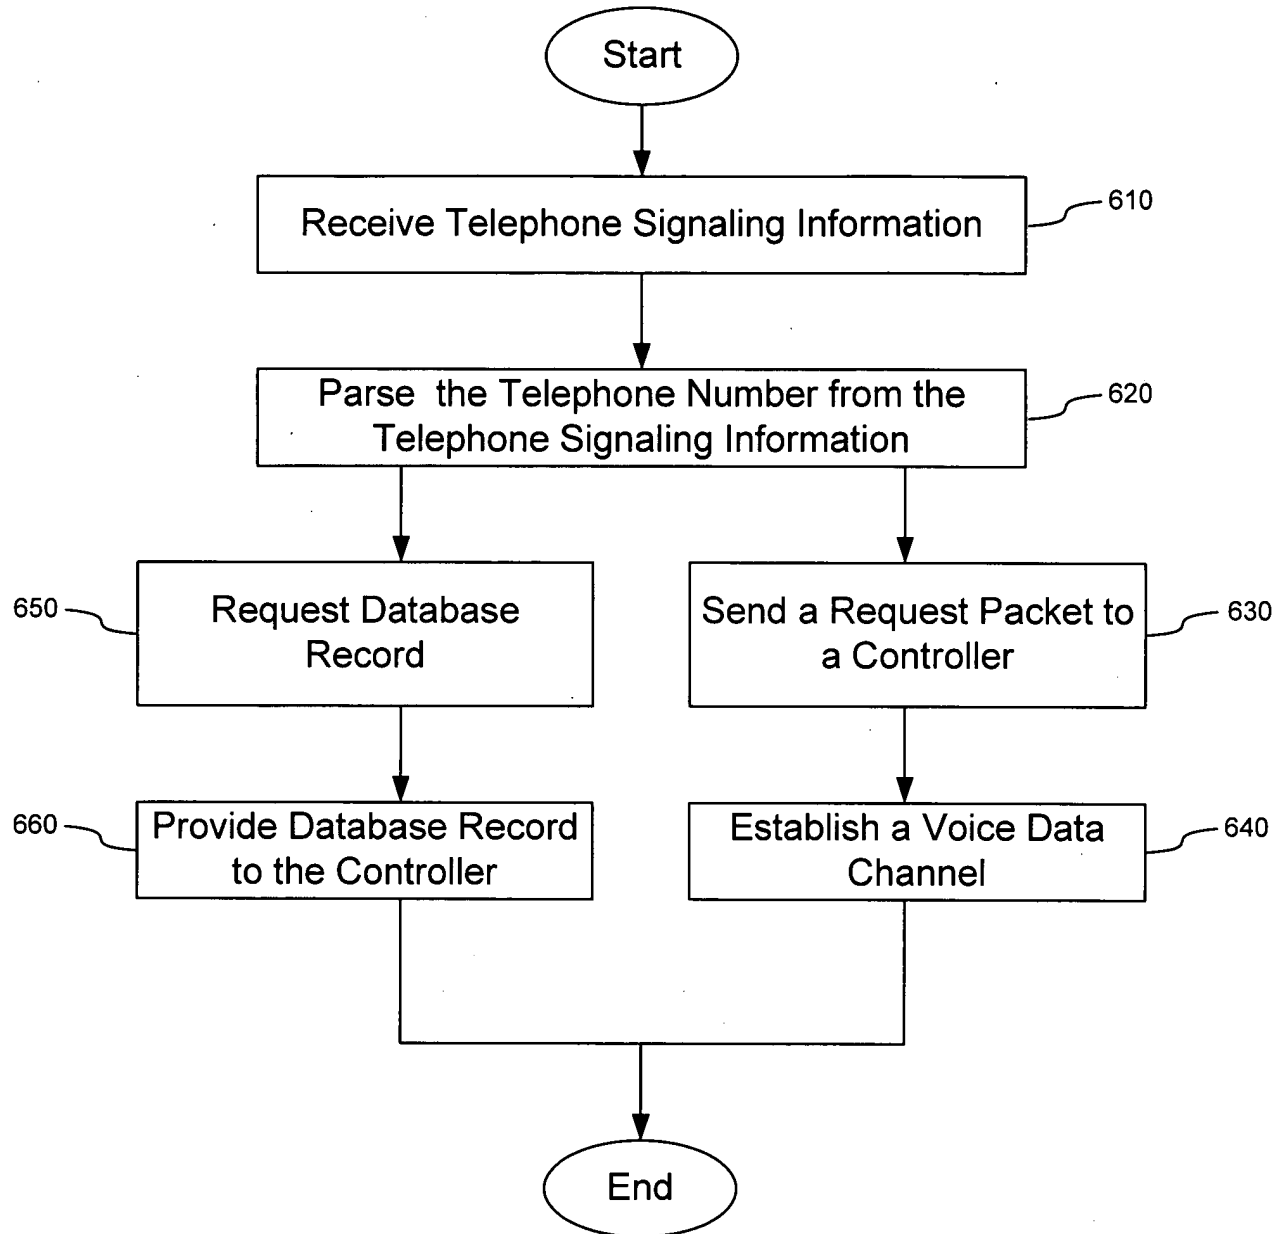 Start
Receive Telephone Signaling Information
610
Parse the Telephone Number from the
Telephone Signaling Information
620
650
Request Database
Record
Send a Request Packet to
a Controller
630
660
Provide Database Record
to the Controller
Establish a Voice Data
Channel
640
End